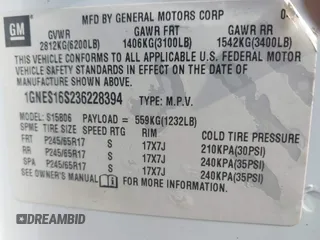 GM
MFD BY GENERAL MOTORS CORP 0-
GVWR GAWR FRT GAWR RR
2812KG(6200LB) 1406KG(3100LB) 1542KG(3400LB)
THIS VEHICLE CONFORMS TO ALL APPLICABLE U.S. FEDERAL MOTOR
VEHICLE SAFETY STANDARDS IN EFFECT ON THE DATE OF
MANUFACTURE SHOWN ABOVE.
1GNES16S236228394 TYPE: M.P.V.
MODEL: S15806 PAYLOAD = 559KG(1232LB)
SPME TIRE SIZE SPEED RTG RIM COLD TIRE PRESSURE
FRT P245/65R17 S 17X7J 210KPA(30PSI)
RR P245/65R17 S 17X7J 240KPA(35PSI)
SPA P245/65R17 S 17X7J 240KPA(35PSI)
SEE OWNER'S MANUAL FOR MORE INFORMATION.
DREAMBID